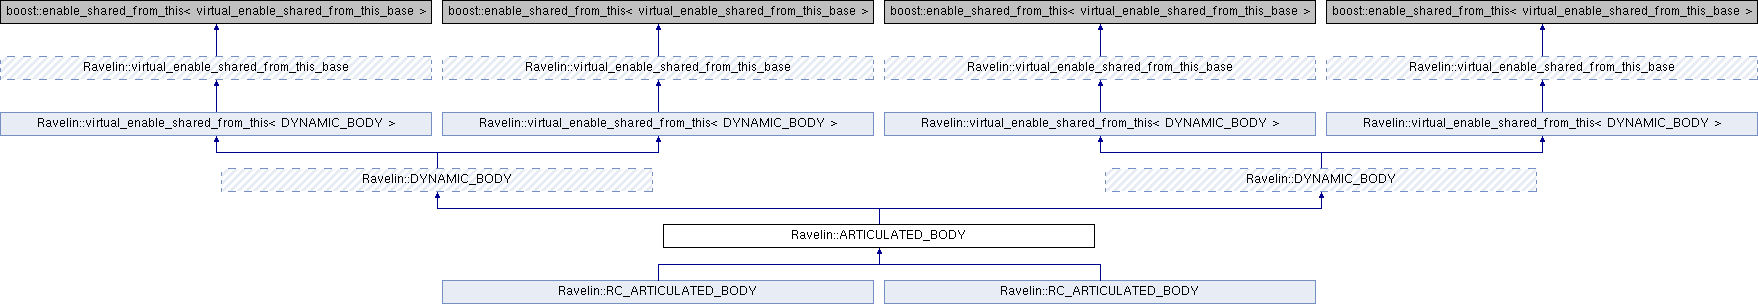 boost::enable_shared_from_this< virtual_enable_shared_from_this_base >
boost::enable_shared_from_this< virtual_enable_shared_from_this_base >
boost::enable_shared_from_this< virtual_enable_shared_from_this_base >
boost::enable_shared_from_this< virtual_enable_shared_from_this_base >
Ravelin::virtual_enable_shared_from_this_base
Ravelin::virtual_enable_shared_from_this_base
Ravelin::virtual_enable_shared_from_this_base
Ravelin::virtual_enable_shared_from_this_base
Ravelin::virtual_enable_shared_from_this< DYNAMIC_BODY >
Ravelin::virtual_enable_shared_from_this< DYNAMIC_BODY >
Ravelin::virtual_enable_shared_from_this< DYNAMIC_BODY >
Ravelin::virtual_enable_shared_from_this< DYNAMIC_BODY >
Ravelin::DYNAMIC_BODY
Ravelin::DYNAMIC_BODY
Ravelin::ARTICULATED_BODY
Ravelin::RC_ARTICULATED_BODY
Ravelin::RC_ARTICULATED_BODY